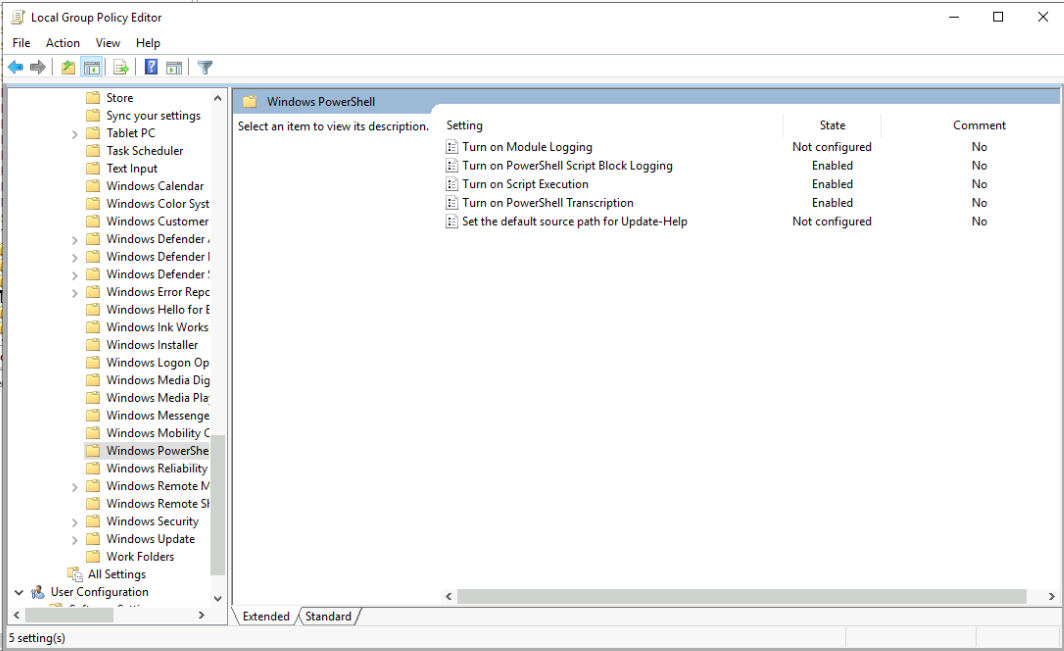 Local Group Policy Editor
File Action View Help
Store
Sync your settings
Tablet PC
Task Scheduler
Text Input
Windows Calendar
Windows Color Syst
Windows Customer
Windows Defender
Windows Defender
Windows Defender
Windows Error Repo
Windows Hello for B
Windows Ink Works
Windows Installer
Windows Logon Op
Windows Media Dig
Windows Media Pla
Windows Messenge
Windows Mobility C
Windows PowerShe
Windows Reliability
Windows Remote M
Windows Remote Sh
Windows Security
Windows Update
Work Folders
All Settings
User Configuration
Windows PowerShell
Select an item to view its description.
Setting State Comment
Turn on Module Logging Not configured No
Turn on PowerShell Script Block Logging Enabled No
Turn on Script Execution Enabled No
Turn on PowerShell Transcription Enabled No
Set the default source path for Update-Help Not configured No
Extended Standard
5 setting(s)